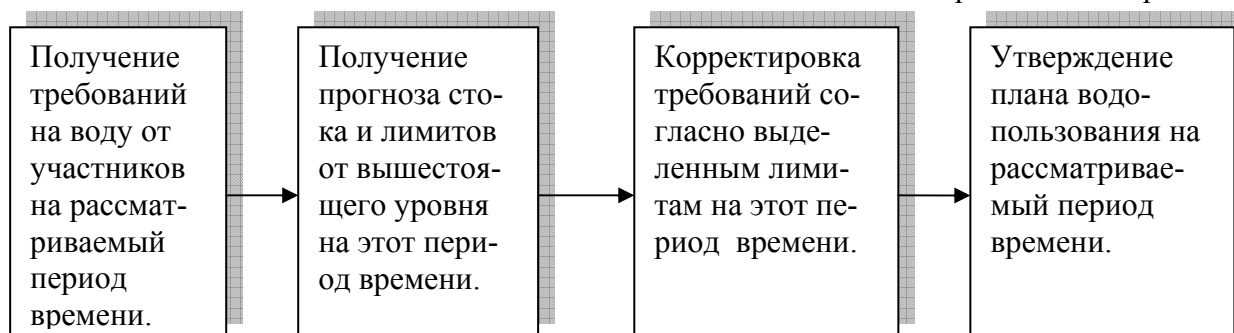 Получение
требований
на воду от
участников
на рассмат-
риваемый
период
времени.
Получение
прогноза сто-
ка и лимитов
от вышестоя-
щего уровня
на этот пери-
од времени.
Корректировка
требований со-
гласно выде-
ленным лими-
там на этот пе-
риод времени.
Утверждение
плана водо-
пользования на
рассматривае-
мый период
времени.